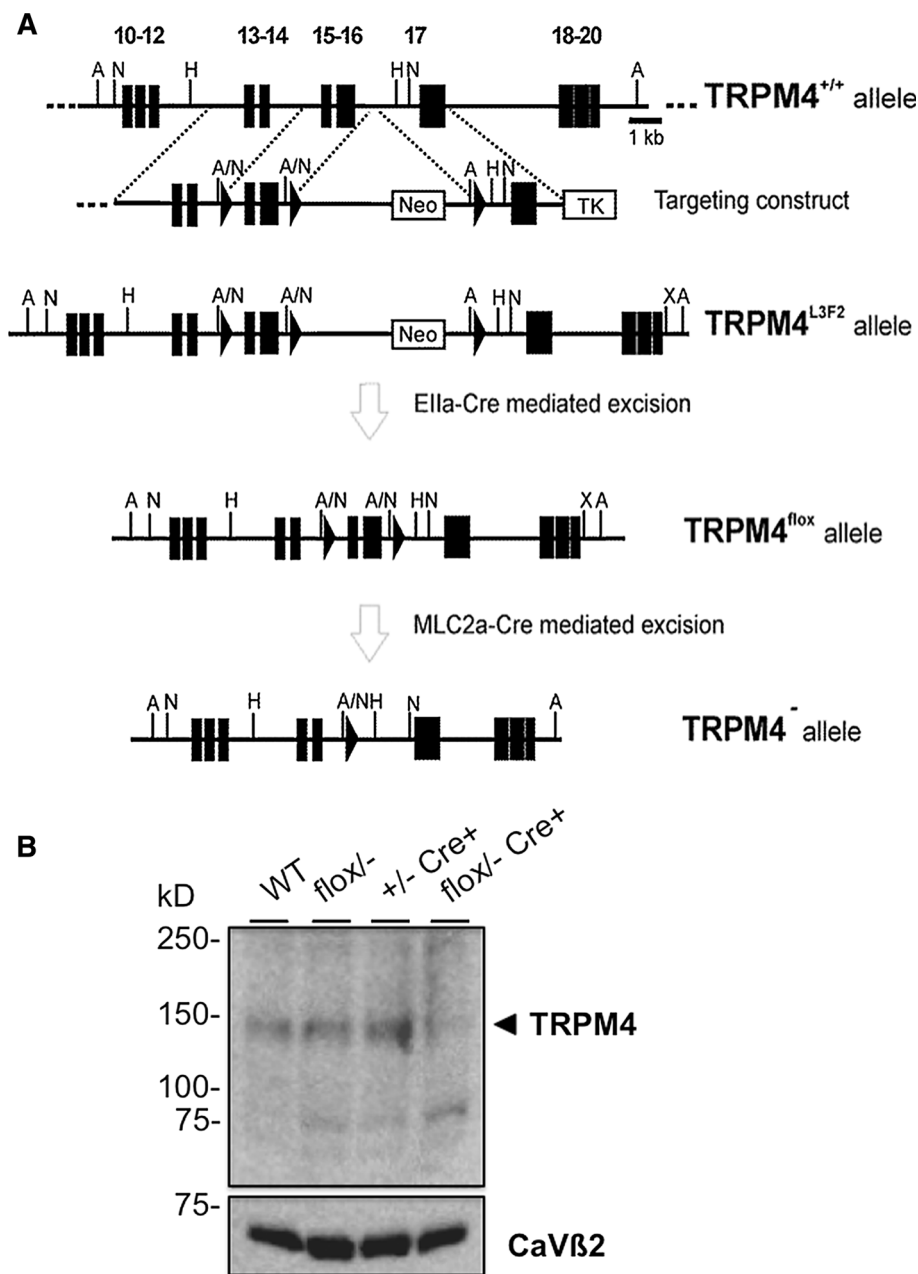 A
10-12 13-14 15-16 17 18-20
A N H H N A
TRPM4+/+ allele
1 kb
A/N A/N A H N
Neo TK
Targeting construct
A N H A/N A/N A H N X A
Neo
TRPM4L3F2 allele
EIIa-Cre mediated excision
A N H A/N A/N H N X A
TRPM4flox allele
MLC2a-Cre mediated excision
A N H A/N H N A
TRPM4- allele
B
kD
WT flox/- +/- Cre+ flox/- Cre+
250-
150-
TRPM4
100-
75-
75-
CaVß2